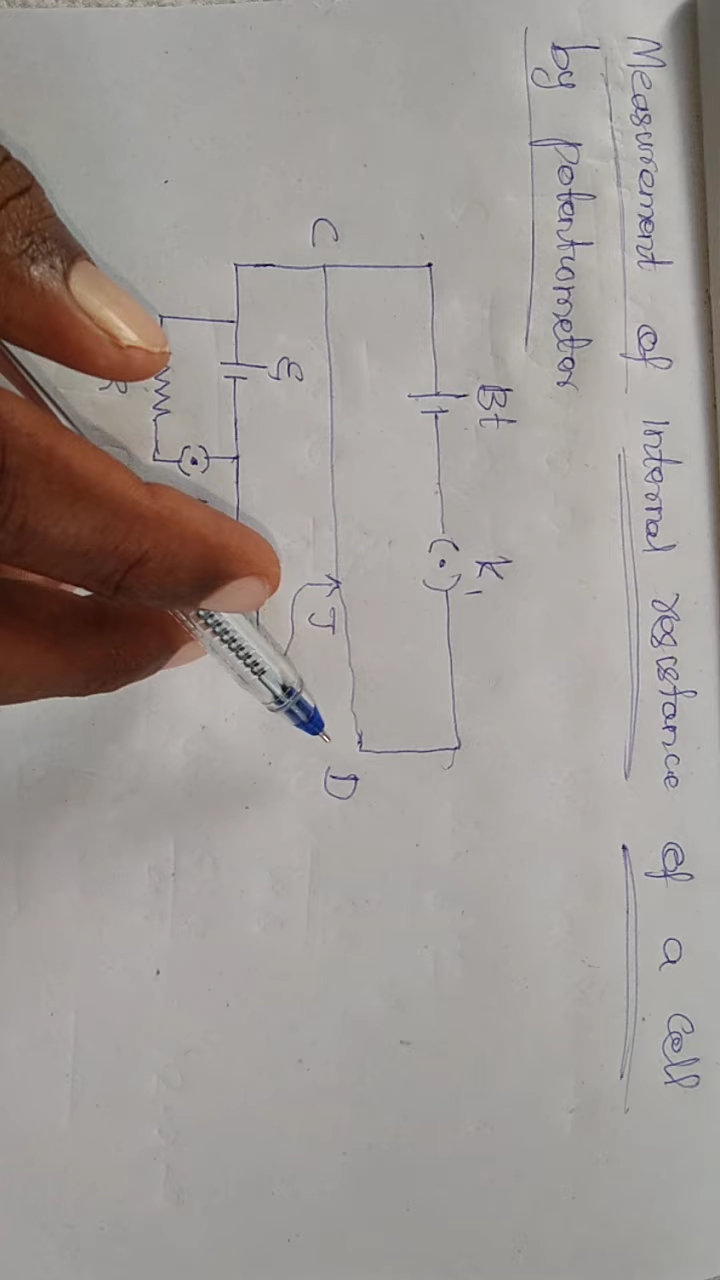 Measurement of Internal resistance of a cell
by potentiometer
Bt
K1
C
J
D
ξ
R